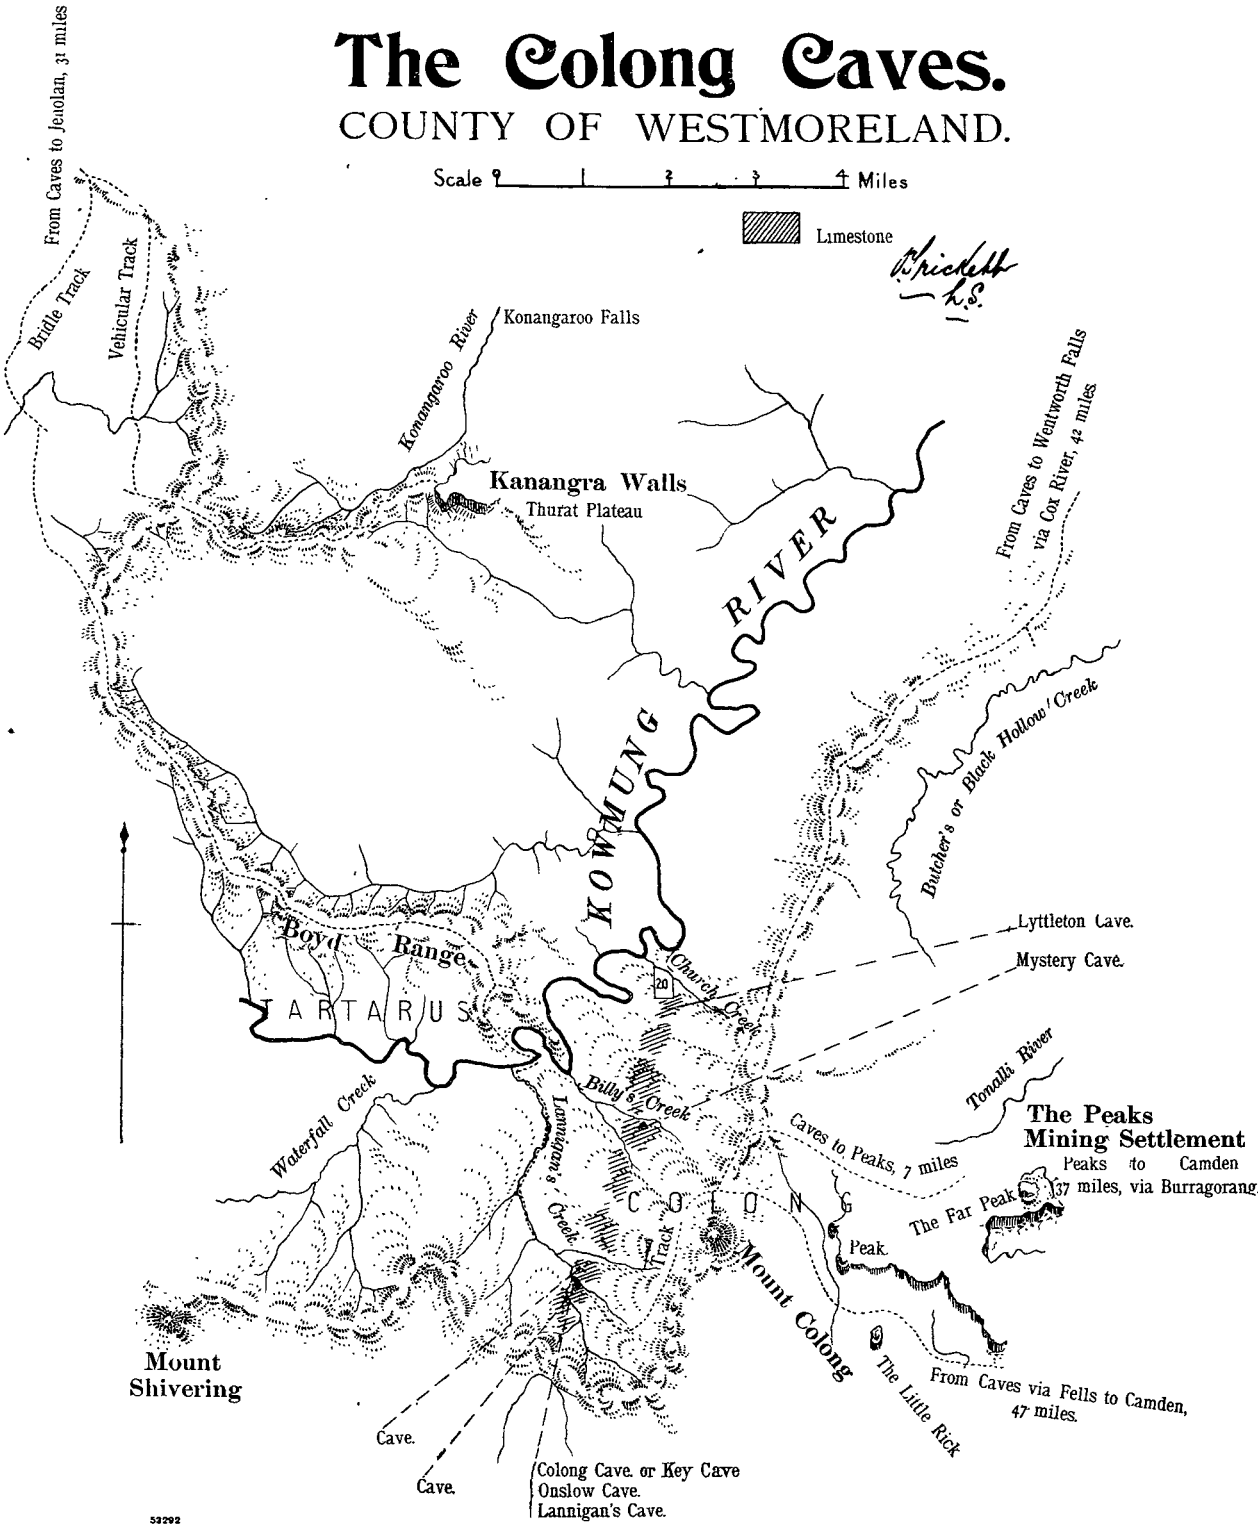 The Colong Caves.
COUNTY OF WESTMORELAND.
Scale 0 1 2 3 4 Miles
Limestone
L.S.
From Caves to Jenolan, 31 miles
Bridle Track
Vehicular Track
Konangaroo River
Konangaroo Falls
Kanangra Walls
Thurat Plateau
KOWMUNG RIVER
From Caves to Wentworth Falls
via Cox River, 42 miles
Butcher's or Black Hollow Creek
Boyd Range
TARTARUS
Church Creek
20
Lyttleton Cave.
Mystery Cave.
Billy's Creek
Lannigan's Creek
Waterfall Creek
Tonalli River
The Peaks
Mining Settlement
Peaks to Camden
37 miles, via Burragorang
Caves to Peaks, 7 miles
The Far Peak
COLONG
Track
Peak.
Mount Colong
The Little Rick
From Caves via Fells to Camden,
47 miles.
Mount
Shivering
Cave.
Cave.
Colong Cave. or Key Cave
Onslow Cave.
Lannigan's Cave.
53292